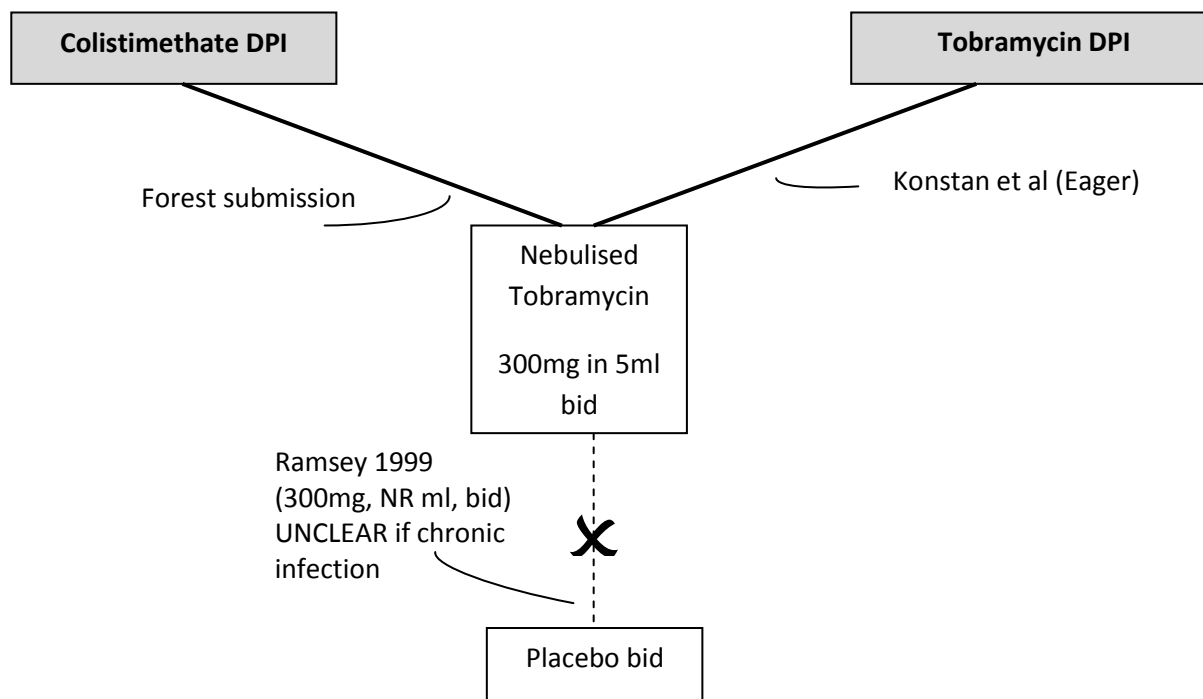 Colistimethate DPI
Tobramycin DPI
Forest submission
Konstan et al (Eager)
Nebulised
Tobramycin
300mg in 5ml
bid
Ramsey 1999
(300mg, NR ml, bid)
UNCLEAR if chronic
infection
Placebo bid